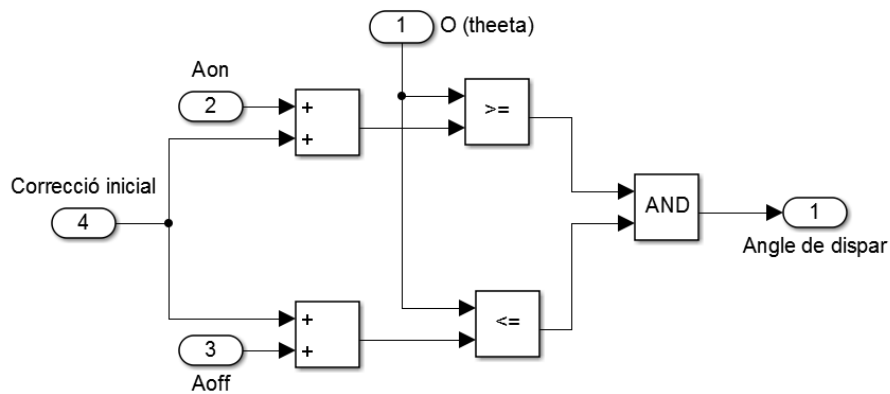 1 O (theeta)
Aon
2
+
+
>=
Correcció inicial
4
AND
1
Angle de dispar
+
+
<=
3
Aoff